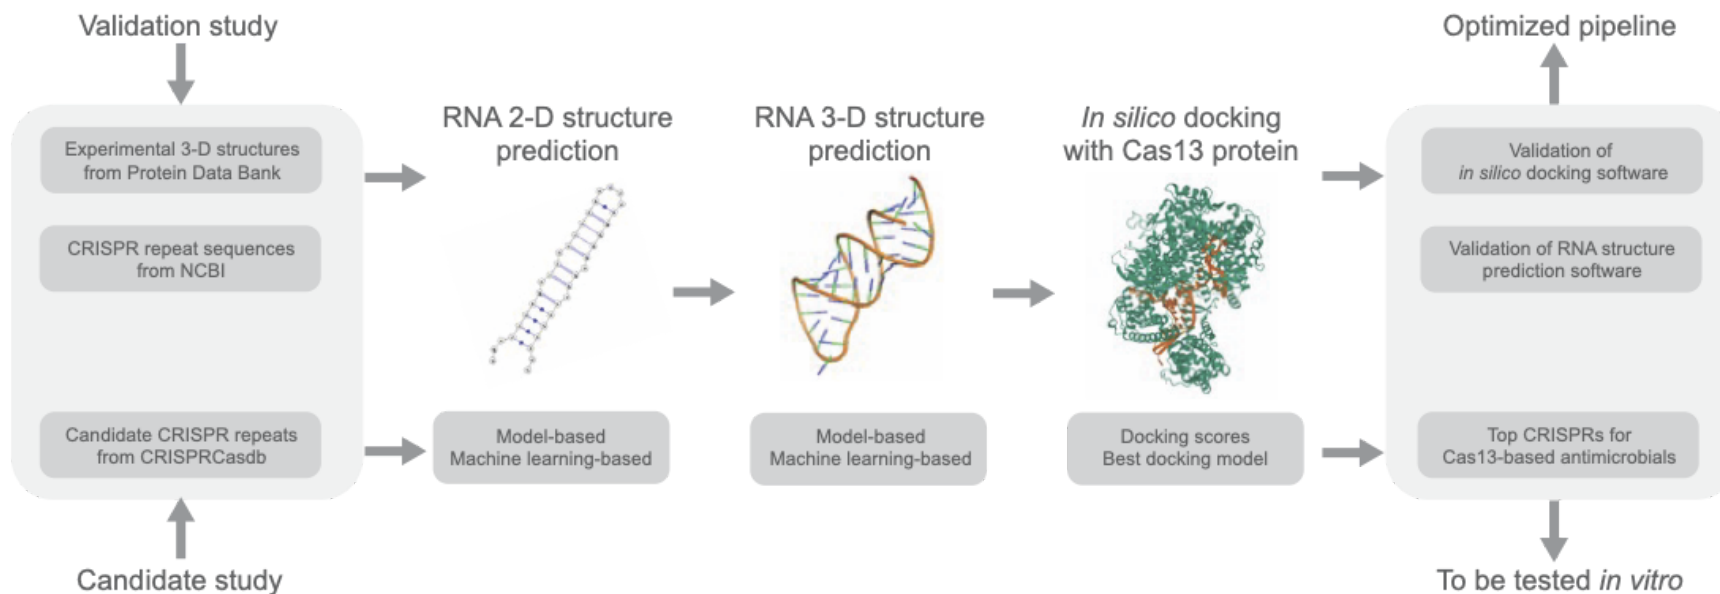 Validation study
Optimized pipeline
Experimental 3-D structures
from Protein Data Bank
CRISPR repeat sequences
from NCBI
Candidate CRISPR repeats
from CRISPRCasdb
Candidate study
RNA 2-D structure
prediction
Model-based
Machine learning-based
RNA 3-D structure
prediction
Model-based
Machine learning-based
In silico docking
with Cas13 protein
Docking scores
Best docking model
Validation of
in silico docking software
Validation of RNA structure
prediction software
Top CRISPRs for
Cas13-based antimicrobials
To be tested in vitro